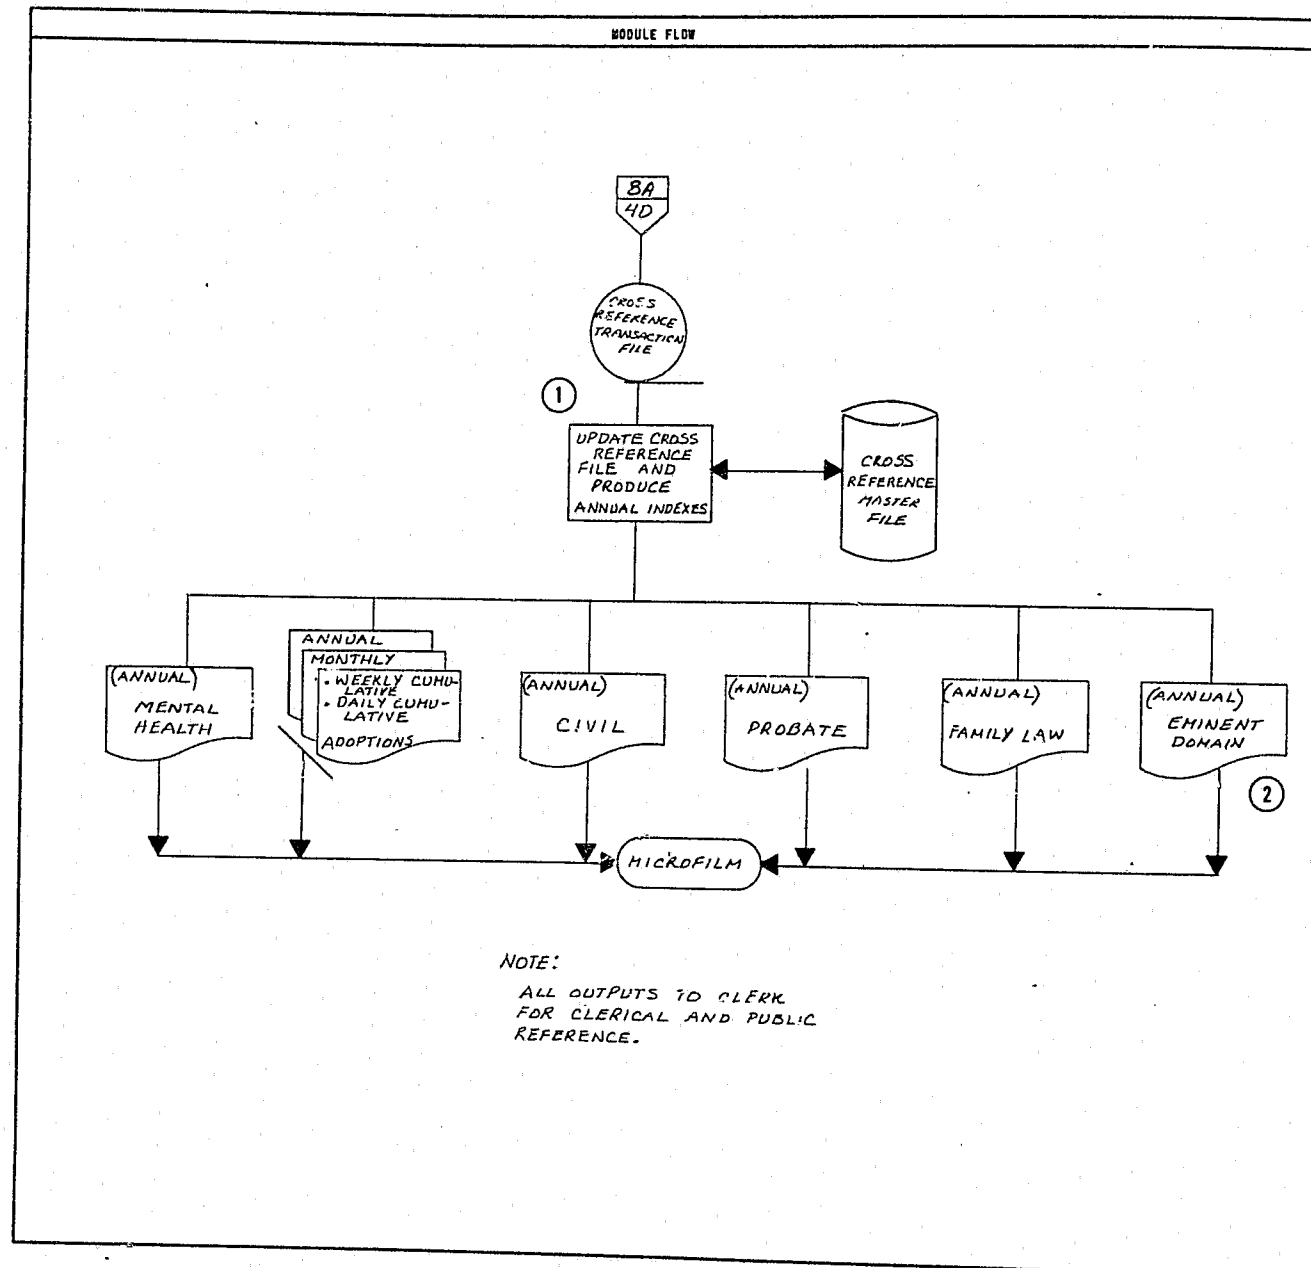 MODULE FLOW
8A
4D
CROSS
REFERENCE
TRANSACTION
FILE
1
UPDATE CROSS
REFERENCE
FILE AND
PRODUCE
ANNUAL INDEXES
CROSS
REFERENCE
MASTER
FILE
(ANNUAL)
MENTAL
HEALTH
ANNUAL
MONTHLY
• WEEKLY CUMU-
LATIVE
• DAILY CUMU-
LATIVE
ADOPTIONS
(ANNUAL)
CIVIL
(ANNUAL)
PROBATE
(ANNUAL)
FAMILY LAW
(ANNUAL)
EMINENT
DOMAIN
2
MICROFILM
NOTE:
ALL OUTPUTS TO CLERK
FOR CLERICAL AND PUBLIC
REFERENCE.